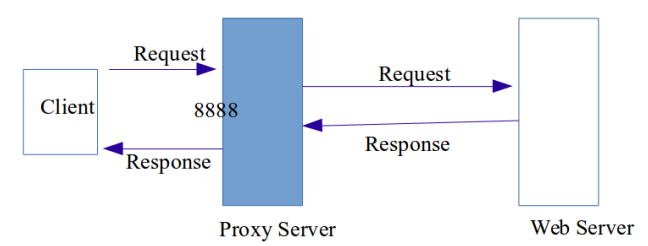 Request
Request
Client
8888
Response
Response
Proxy Server
Web Server